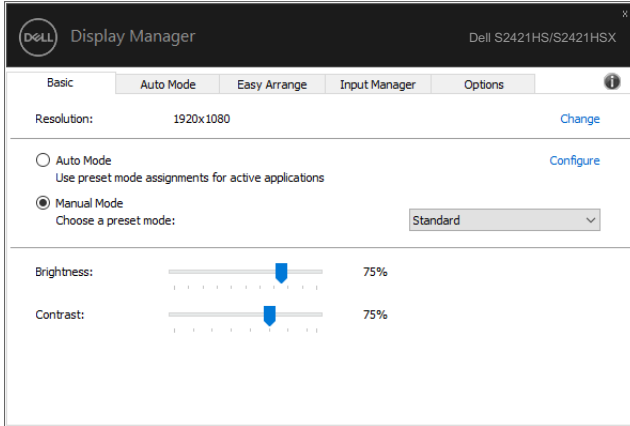 x
DELL Display Manager Dell S2421HS/S2421HSX
Basic Auto Mode Easy Arrange Input Manager Options i
Resolution: 1920x1080 Change
Auto Mode Configure
Use preset mode assignments for active applications
Manual Mode
Choose a preset mode: Standard
Brightness: 75%
Contrast: 75%